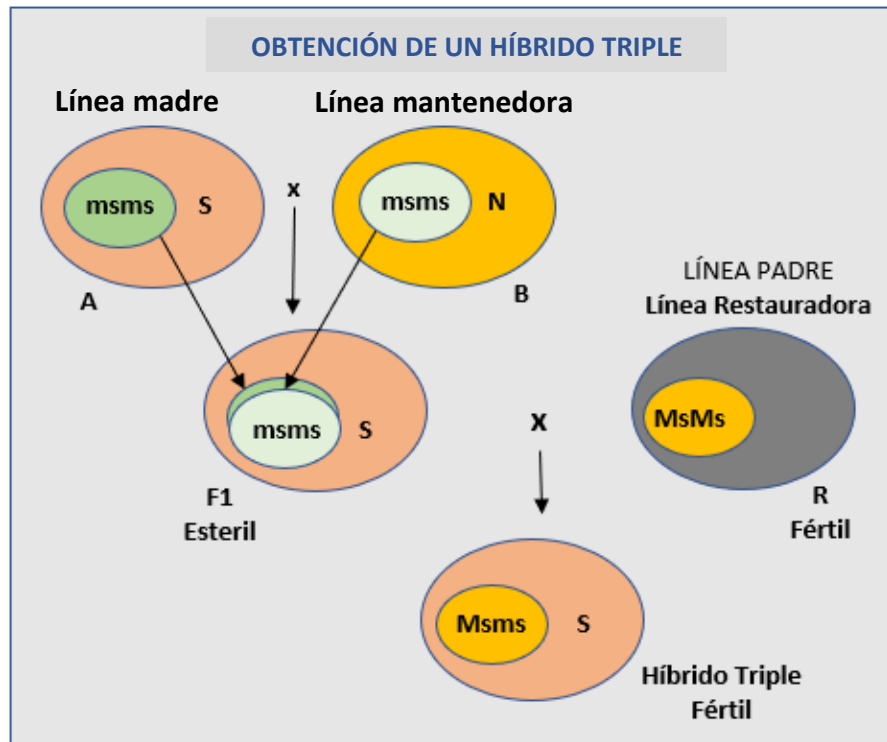 OBTENCIÓN DE UN HÍBRIDO TRIPLE
Línea madre
Línea mantenedora
msms S
x
msms N
A
B
LÍNEA PADRE
Línea Restauradora
msms S
x
MsMs
F1
Esteril
R
Fértil
Msms S
Híbrido Triple
Fértil